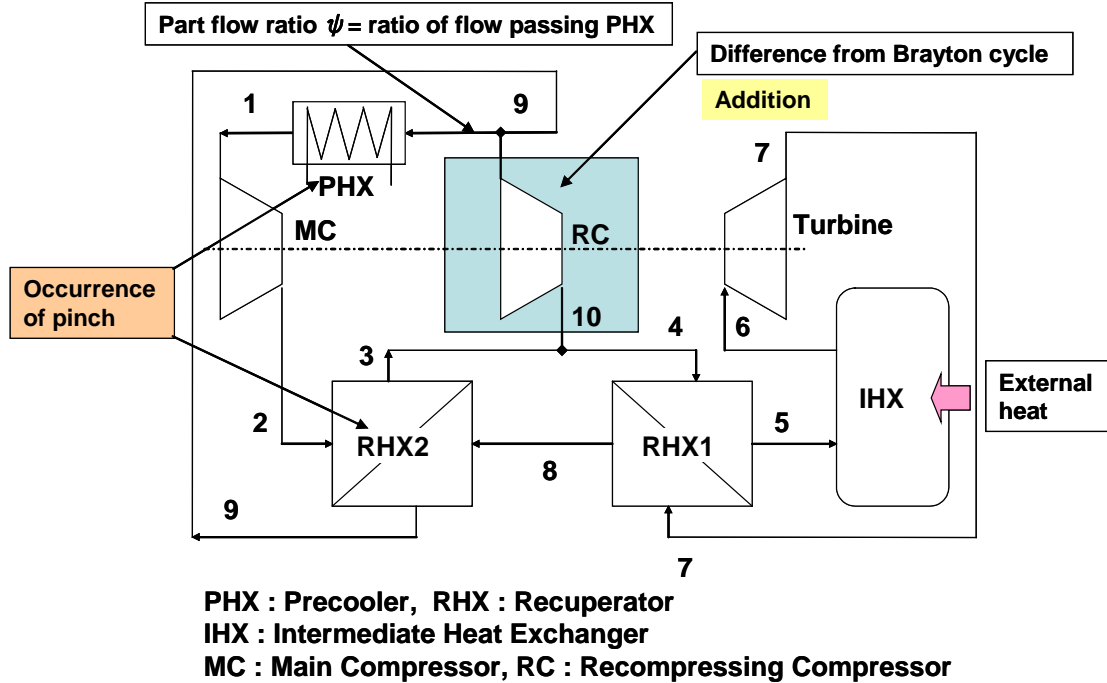 Part flow ratio ψ = ratio of flow passing PHX
Difference from Brayton cycle
Addition
1
9
7
PHX
MC
RC
Turbine
Occurrence
of pinch
10
4
6
3
External
heat
IHX
2
RHX2
8
RHX1
5
9
7
PHX : Precooler, RHX : Recuperator
IHX : Intermediate Heat Exchanger
MC : Main Compressor, RC : Recompressing Compressor